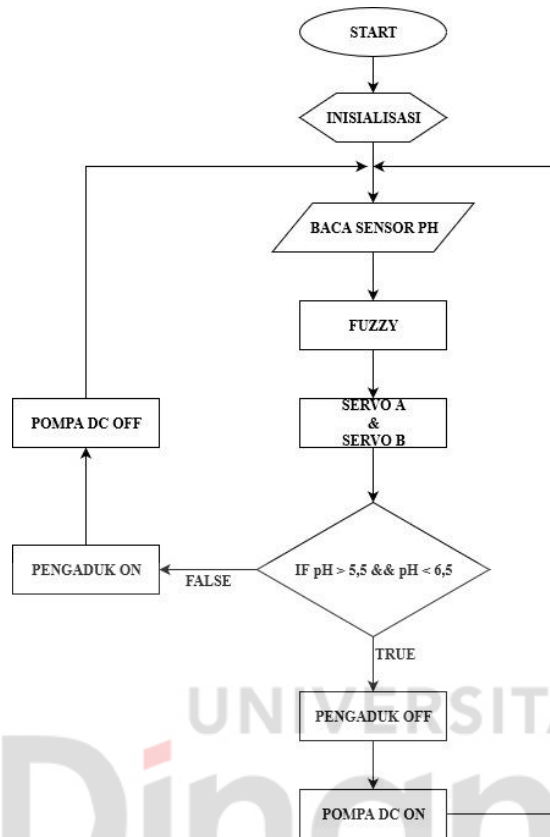 START
INISIALISASI
BACA SENSOR PH
FUZZY
SERVO A
&
SERVO B
POMPA DC OFF
PENGADUK ON
FALSE
IF pH > 5,5 && pH < 6,5
TRUE
PENGADUK OFF
POMPA DC ON
UNIVERSITA
Dinam